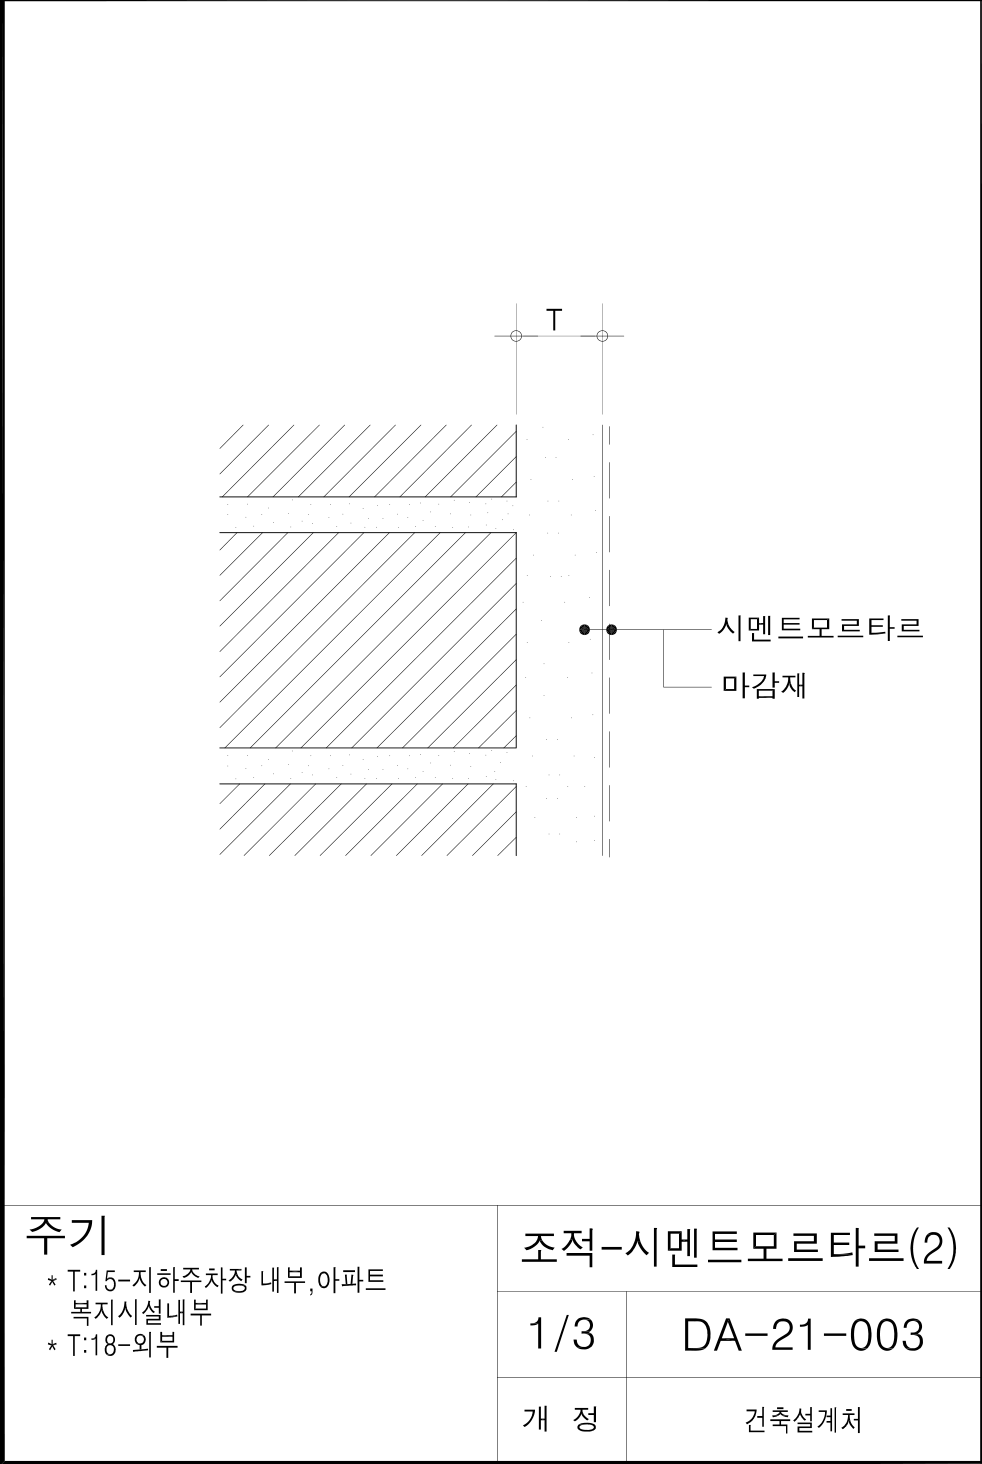 T
시멘트모르타르
마감재
주기
* T:15-지하주차장 내부,아파트
복지시설내부
* T:18-외부
조적-시멘트모르타르(2)
1/3
DA-21-003
개 정
건축설계처